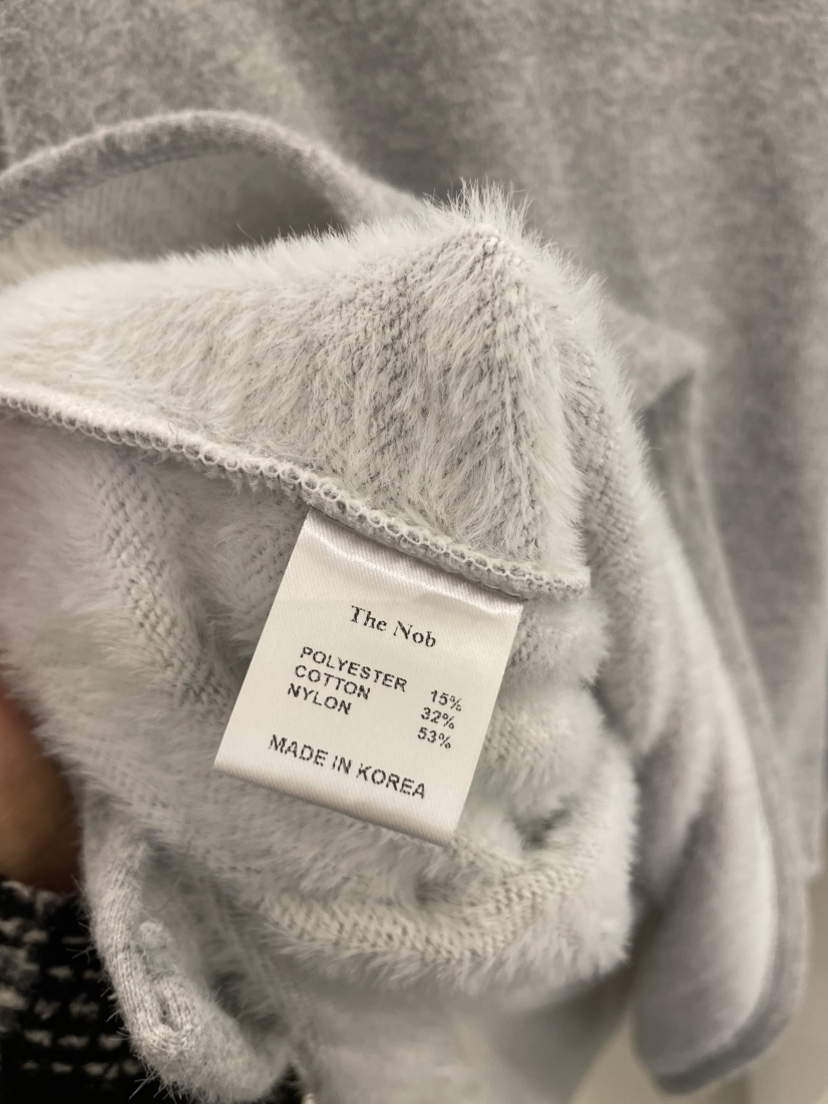 The Nob
POLYESTER 15%
COTTON 32%
NYLON 53%
MADE IN KOREA